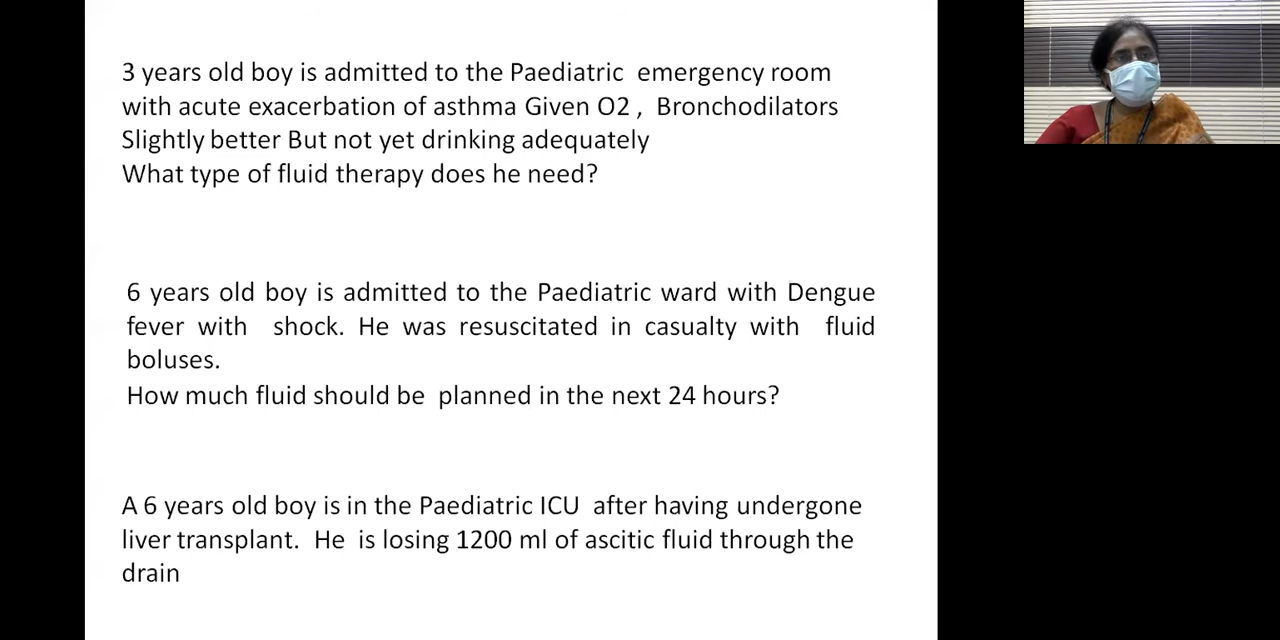 3 years old boy is admitted to the Paediatric emergency room
with acute exacerbation of asthma Given O2 , Bronchodilators
Slightly better But not yet drinking adequately
What type of fluid therapy does he need?
6 years old boy is admitted to the Paediatric ward with Dengue
fever with shock. He was resuscitated in casualty with fluid
boluses.
How much fluid should be planned in the next 24 hours?
A 6 years old boy is in the Paediatric ICU after having undergone
liver transplant. He is losing 1200 ml of ascitic fluid through the
drain